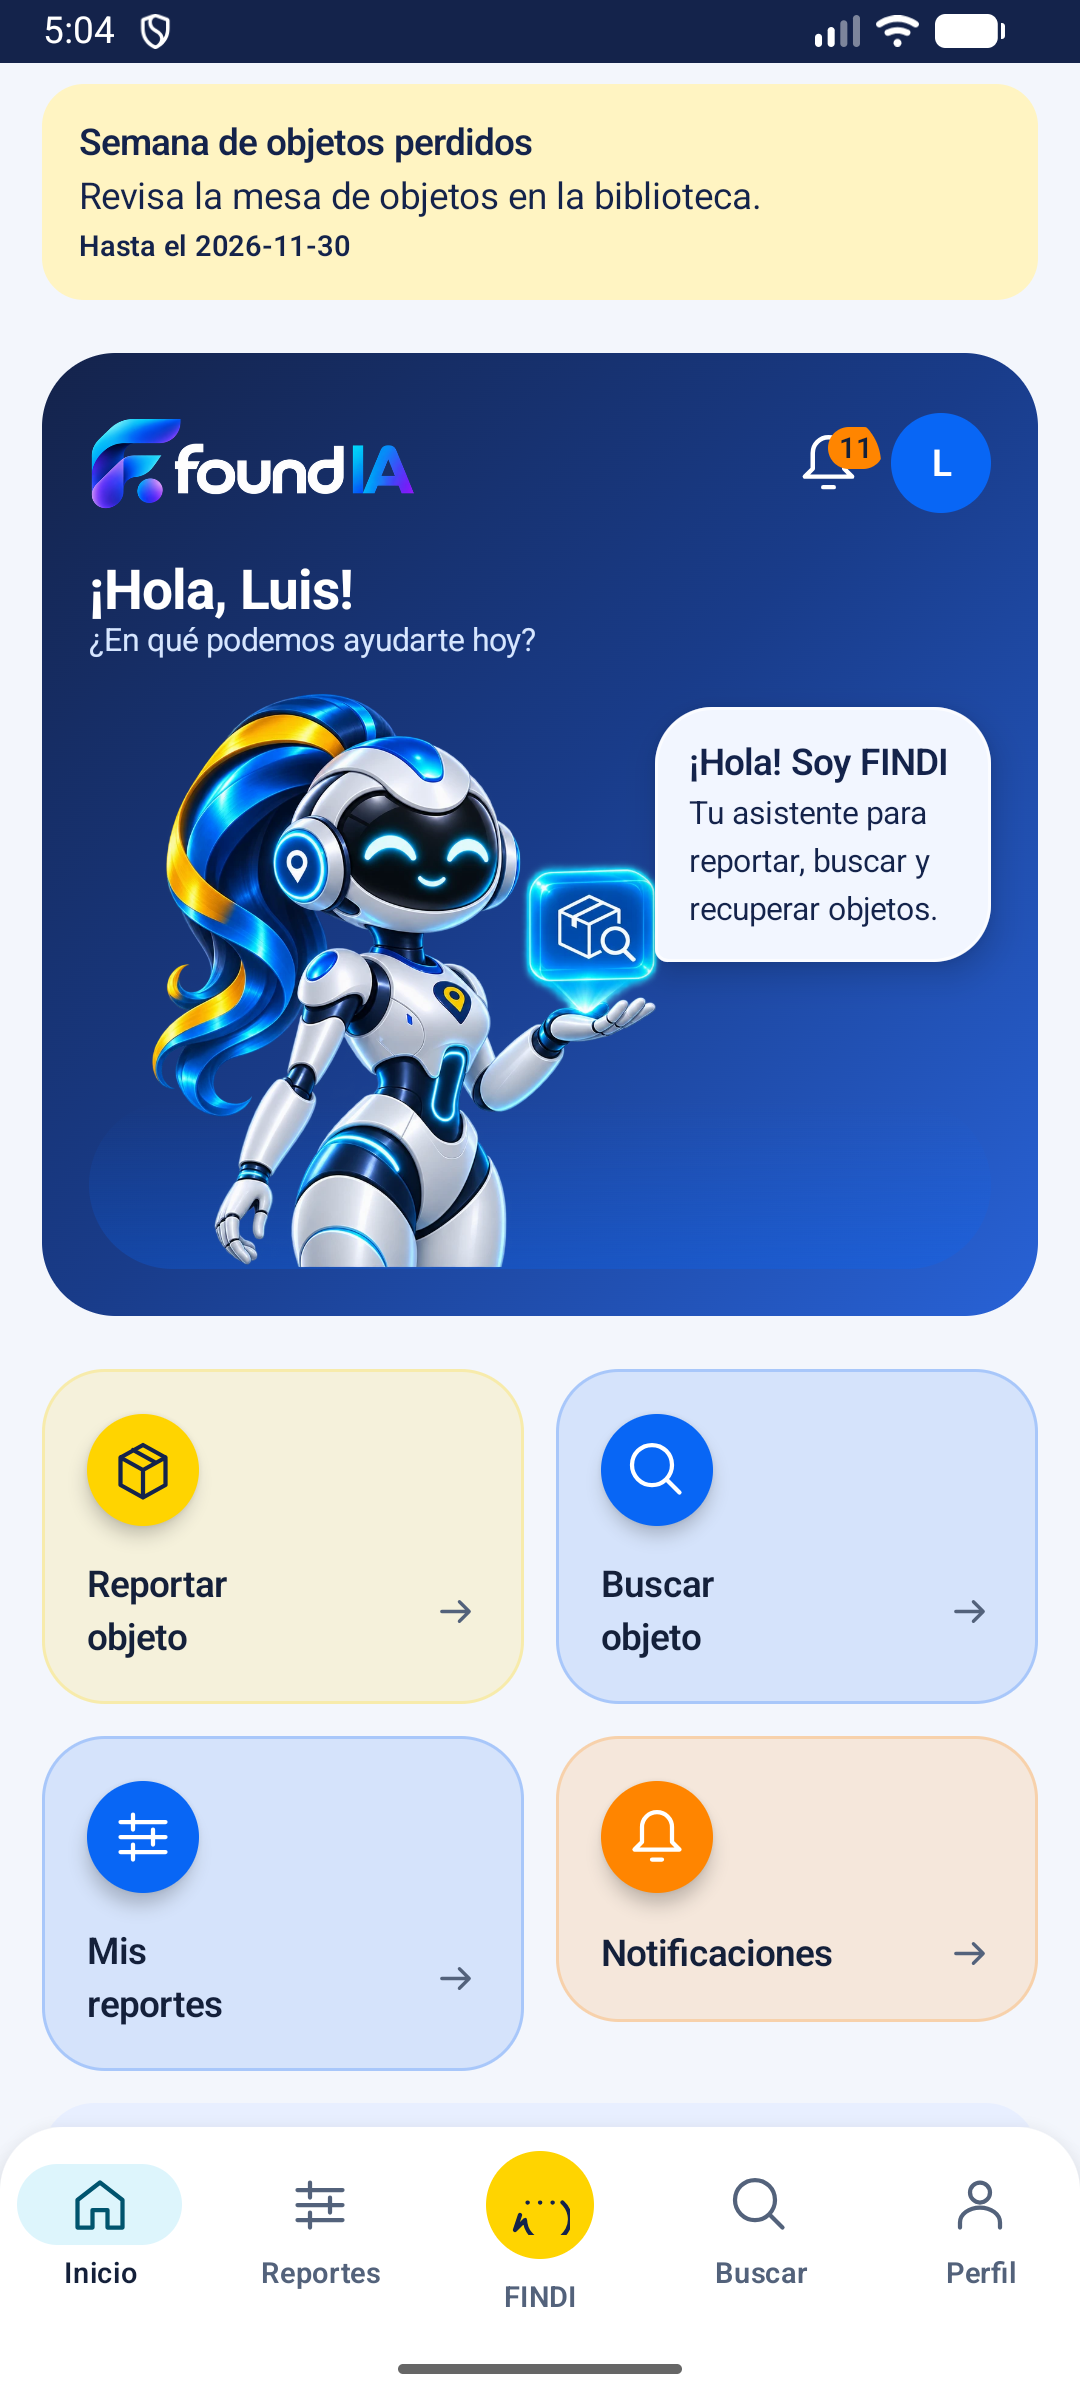 5:04
Semana de objetos perdidos
Revisa la mesa de objetos en la biblioteca.
Hasta el 2026-11-30
foundIA
11
L
¡Hola, Luis!
¿En qué podemos ayudarte hoy?
¡Hola! Soy FINDI
Tu asistente para
reportar, buscar y
recuperar objetos.
Reportar
objeto
Buscar
objeto
Mis
reportes
Notificaciones
Inicio
Reportes
FINDI
Buscar
Perfil